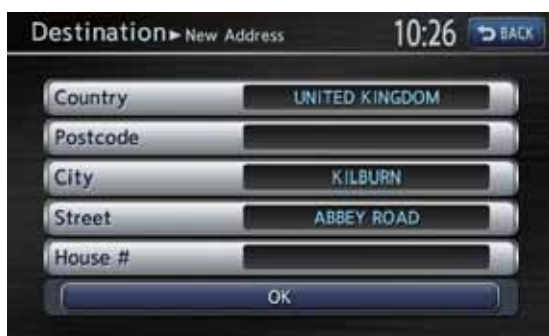 Destination ► New Address 10:26 BACK
Country UNITED KINGDOM
Postcode
City KILBURN
Street ABBEY ROAD
House #
OK